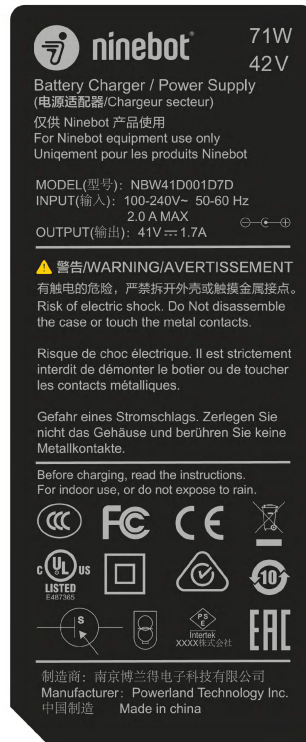 ninebot
71W
42V
Battery Charger / Power Supply
(电源适配器/Chargeur secteur)
仅供 Ninebot 产品使用
For Ninebot equipment use only
Uniqement pour les produits Ninebot
MODEL(型号): NBW41D001D7D
INPUT(输入): 100-240V~ 50-60 Hz
2.0 A MAX
OUTPUT(输出): 41V⎓1.7A
警告/WARNING/AVERTISSEMENT
有触电的危险，严禁拆开外壳或触摸金属接点。
Risk of electric shock. Do Not disassemble
the case or touch the metal contacts.
Risque de choc électrique. Il est strictement
interdit de démonter le botier ou de toucher
les contacts métalliques.
Gefahr eines Stromschlags. Zerlegen Sie
nicht das Gehäuse und berühren Sie keine
Metallkontakte.
Before charging, read the instructions.
For indoor use, or do not expose to rain.
CCC FC CE
c UL US
LISTED
E487365
10
S
PS
E
Intertek
XXXX株式会社
EAC
制造商: 南京博兰得电子科技有限公司
Manufacturer: Powerland Technology Inc.
中国制造 Made in china